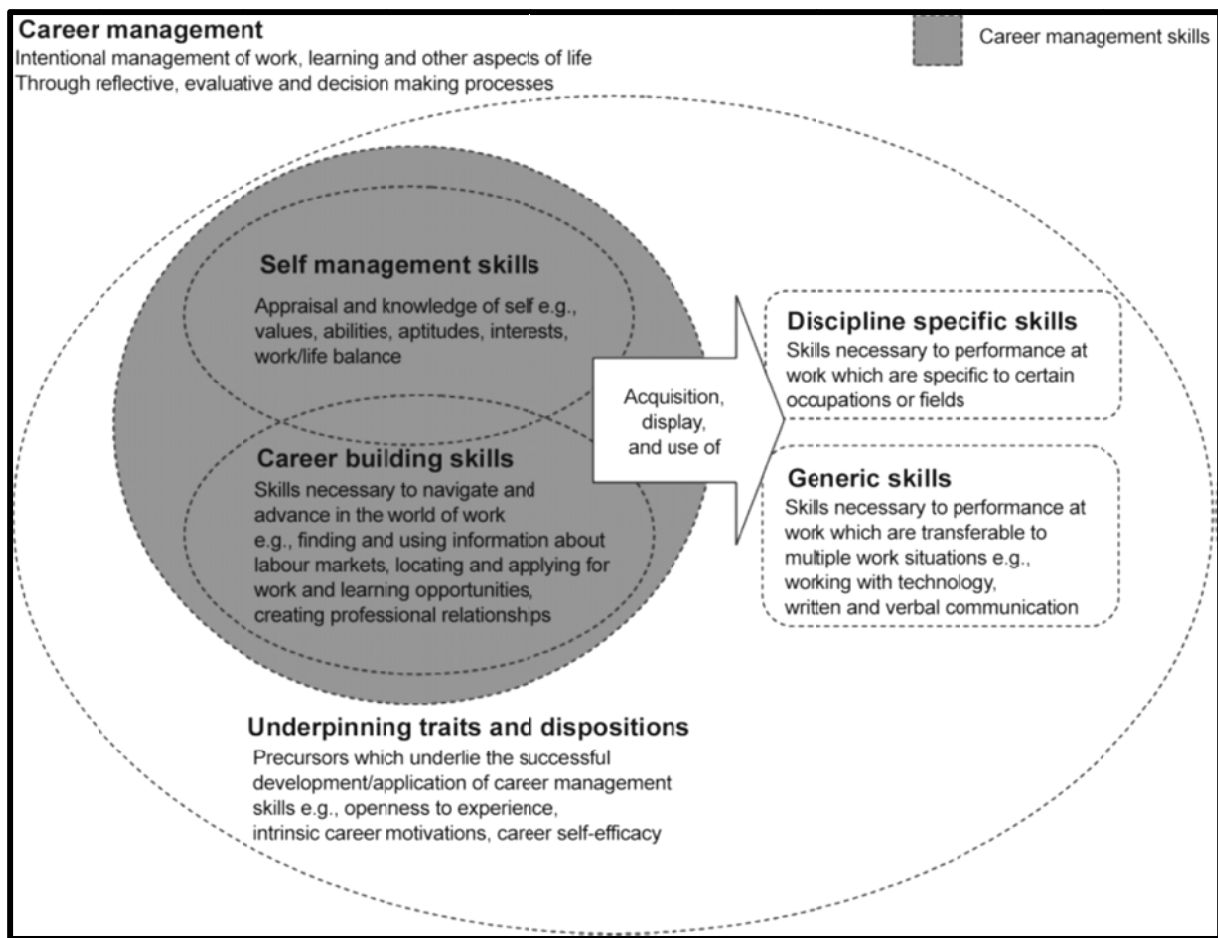 Career management
Intentional management of work, learning and other aspects of life
Through reflective, evaluative and decision making processes
Career management skills
Self management skills
Appraisal and knowledge of self e.g.,
values, abilities, aptitudes, interests,
work/life balance
Career building skills
Skills necessary to navigate and
advance in the world of work
e.g., finding and using information about
labour markets, locating and applying for
work and learning opportunities,
creating professional relationshps
Acquisition,
display,
and use of
Discipline specific skills
Skills necessary to performance at
work which are specific to certain
occupations or fields
Generic skills
Skills necessary to performance at
work which are transferable to
multiple work situations e.g.,
working with technology,
written and verbal communication
Underpinning traits and dispositions
Precursors which underlie the successful
development/application of career management
skills e.g., openness to experience,
intrinsic career motivations, career self-efficacy